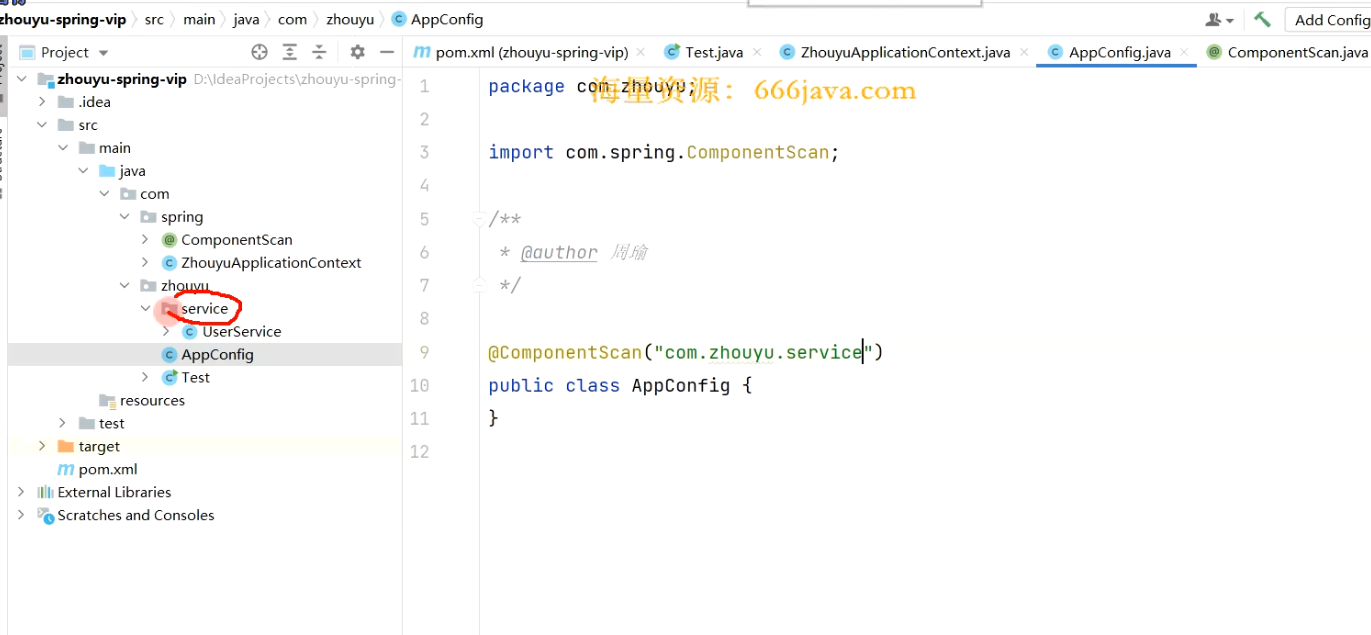 zhouyu-spring-vip src main java com zhouyu AppConfig
Add Config
Project
pom.xml (zhouyu-spring-vip) Test.java ZhouyuApplicationContext.java AppConfig.java ComponentScan.java
zhouyu-spring-vip D:\IdeaProjects\zhouyu-spring-
.idea
src
main
java
com
spring
ComponentScan
ZhouyuApplicationContext
zhouyu
service
UserService
AppConfig
Test
resources
test
target
pom.xml
External Libraries
Scratches and Consoles
1 package com.zhouyu;
海量资源：666java.com
2
3 import com.spring.ComponentScan;
4
5 /**
6 * @author 周瑜
7 */
8
9 @ComponentScan("com.zhouyu.service")
10 public class AppConfig {
11 }
12